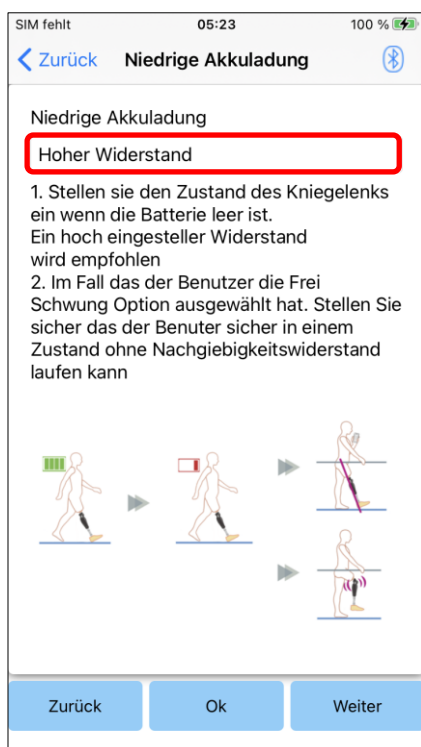 SIM fehlt 05:23 100 %
Zurück Niedrige Akkuladung
Niedrige Akkuladung
Hoher Widerstand
1. Stellen sie den Zustand des Kniegelenks
ein wenn die Batterie leer ist.
Ein hoch eingesteller Widerstand
wird empfohlen
2. Im Fall das der Benutzer die Frei
Schwung Option ausgewählt hat. Stellen Sie
sicher das der Benuter sicher in einem
Zustand ohne Nachgiebigkeitswiderstand
laufen kann
Zurück Ok Weiter